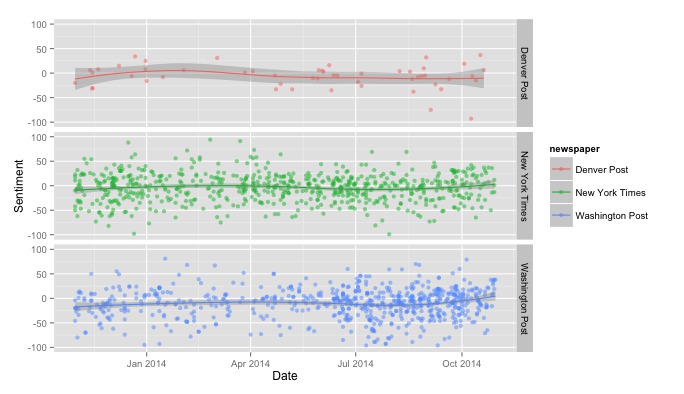 100
50
0
-50
-100
Denver Post
100
50
0
-50
-100
New York Times
100
50
0
-50
-100
Washington Post
Sentiment
Jan 2014
Apr 2014
Jul 2014
Oct 2014
Date
newspaper
Denver Post
New York Times
Washington Post